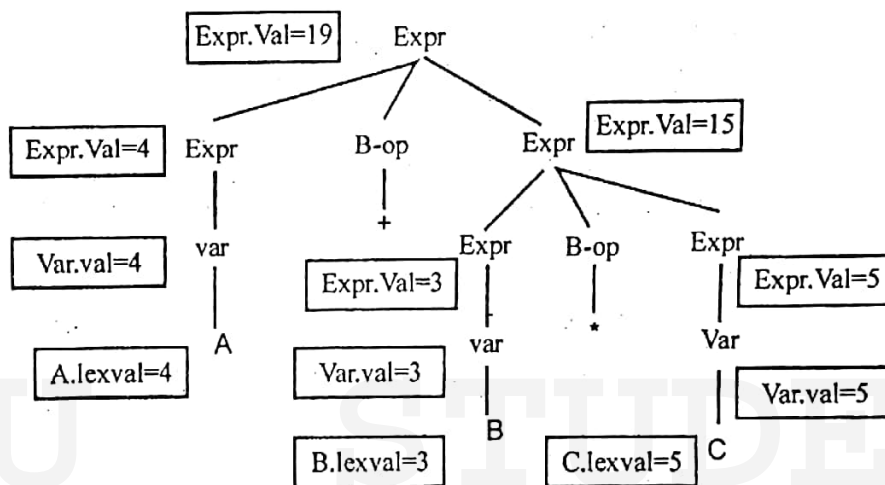 Expr.Val=19 Expr
Expr.Val=4 Expr B-op Expr Expr.Val=15
+
Var.val=4 var Expr B-op Expr
Expr.Val=3 Expr.Val=5
*
A.lexval=4 A Var.val=3 var Var
Var.val=5
B
B.lexval=3 C.lexval=5 C
U STUDE